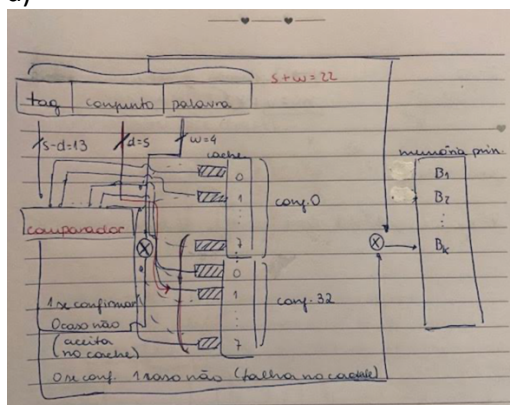 a)
s+w=22
tag conjunto palavra
s-d=13 d=5 w=4
cache
memória prin.
0
1
7
conj. 0
0
1
7
conj. 32
B1
B2
BK
comparador
1 se confirmar
0 caso não
(aceita
no cache)
0 se conf. 1 caso não (falha no cache)